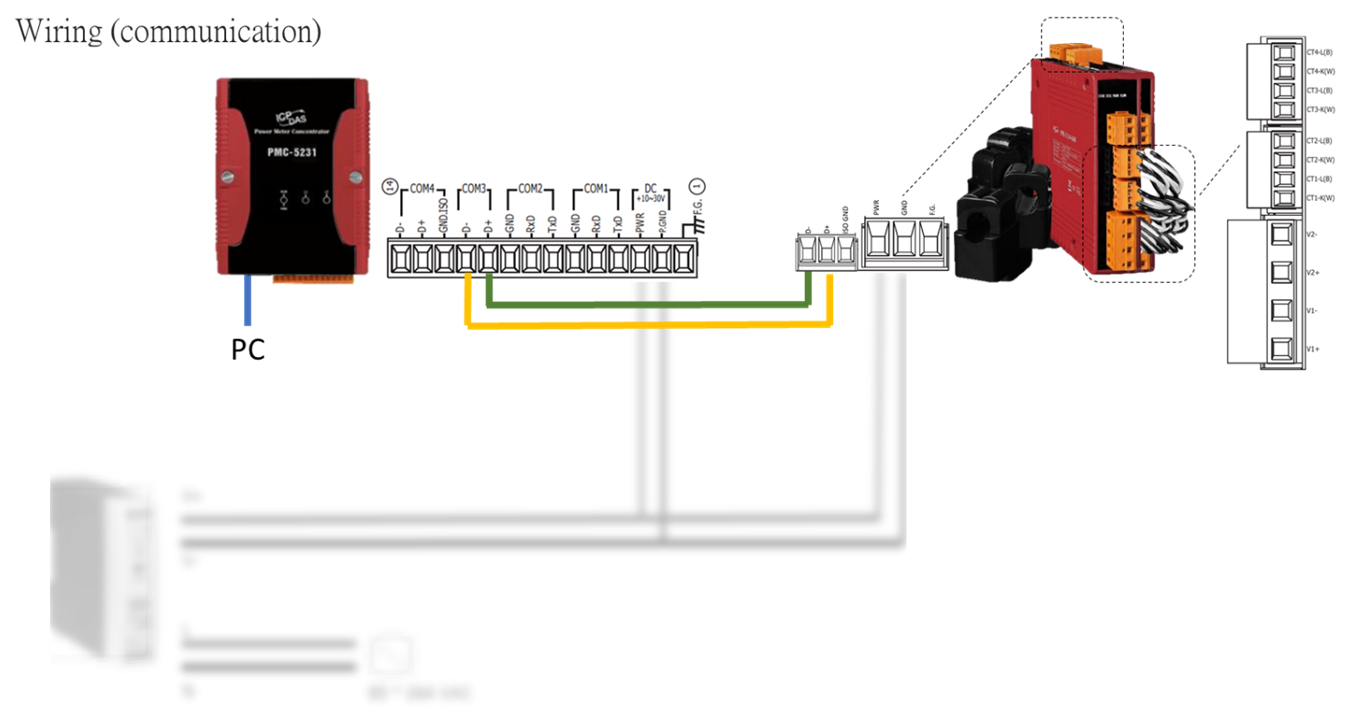 Wiring (communication)
ICP DAS
Power Meter Concentrator
PMC-5231
PC
14
COM4
COM3
COM2
COM1
DC
+10~30V
1
D-
D+
GND.ISO
D-
D+
GND
RxD
TxD
GND
RxD
TxD
PWR
P.GND
F.G.
D-
D+
ISO GND
PWR
GND
F.G.
CT4-L(B)
CT4-K(W)
CT3-L(B)
CT3-K(W)
CT2-L(B)
CT2-K(W)
CT1-L(B)
CT1-K(W)
V2-
V2+
V1-
V1+